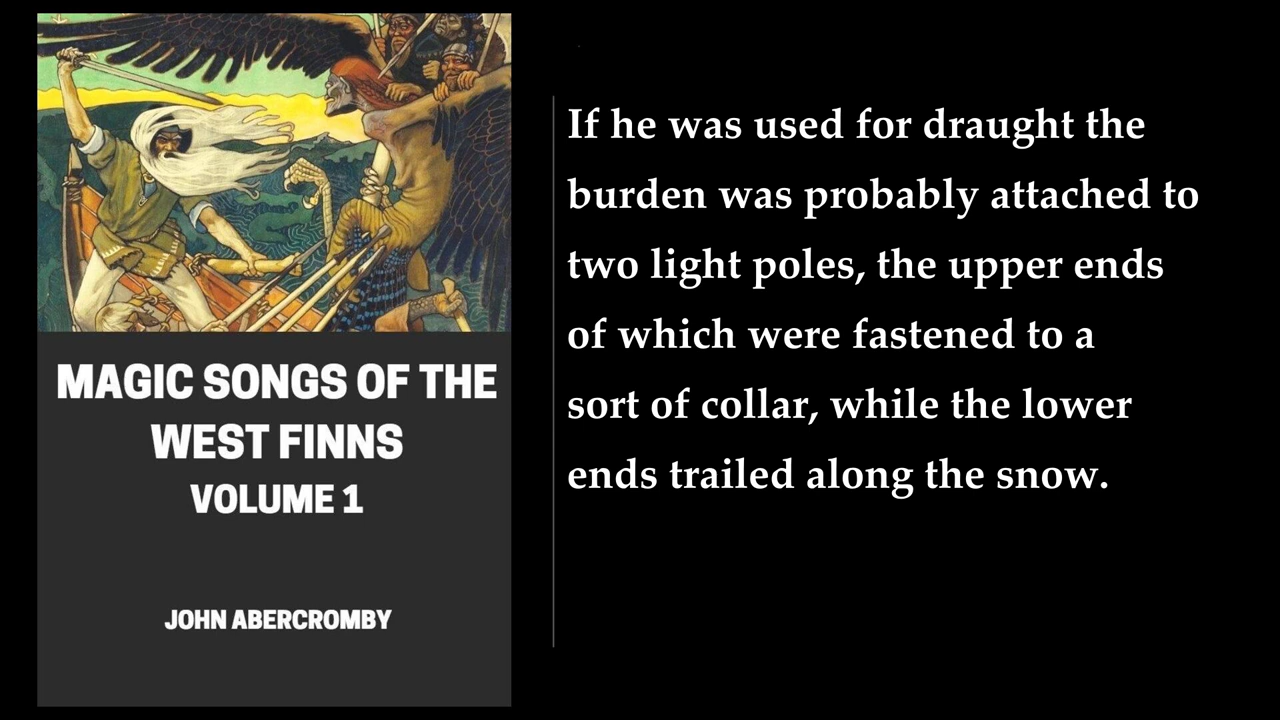 MAGIC SONGS OF THE
WEST FINNS
VOLUME 1
JOHN ABERCROMBY
If he was used for draught the
burden was probably attached to
two light poles, the upper ends
of which were fastened to a
sort of collar, while the lower
ends trailed along the snow.